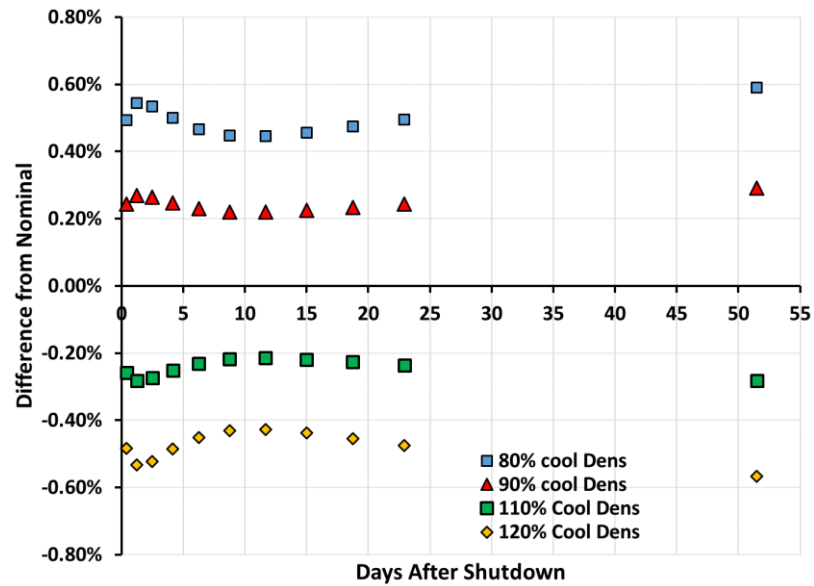 0.80%
0.60%
0.40%
0.20%
0.00%
-0.20%
-0.40%
-0.60%
-0.80%
Difference from Nominal
0 5 10 15 20 25 30 35 40 45 50 55
80% cool Dens
90% cool Dens
110% Cool Dens
120% Cool Dens
Days After Shutdown